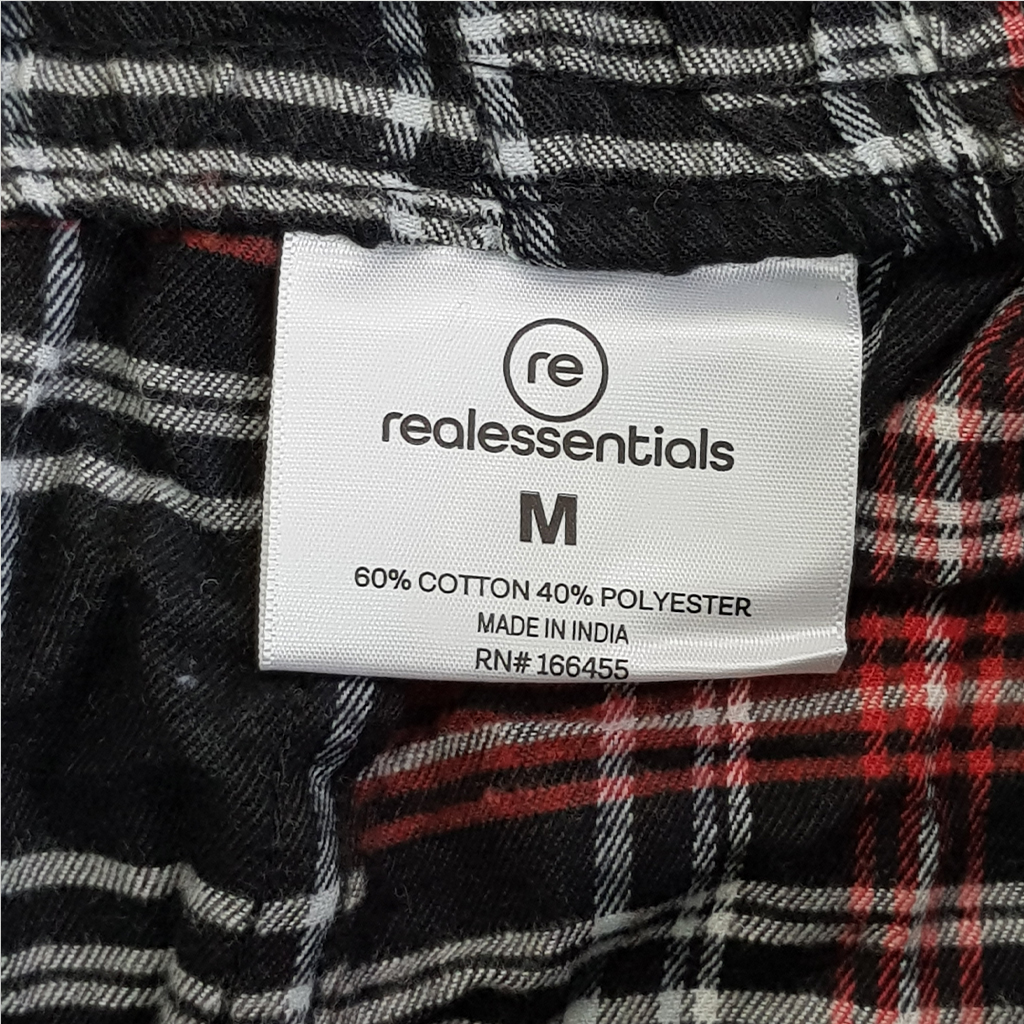 re
realessentials
M
60% COTTON 40% POLYESTER
MADE IN INDIA
RN# 166455